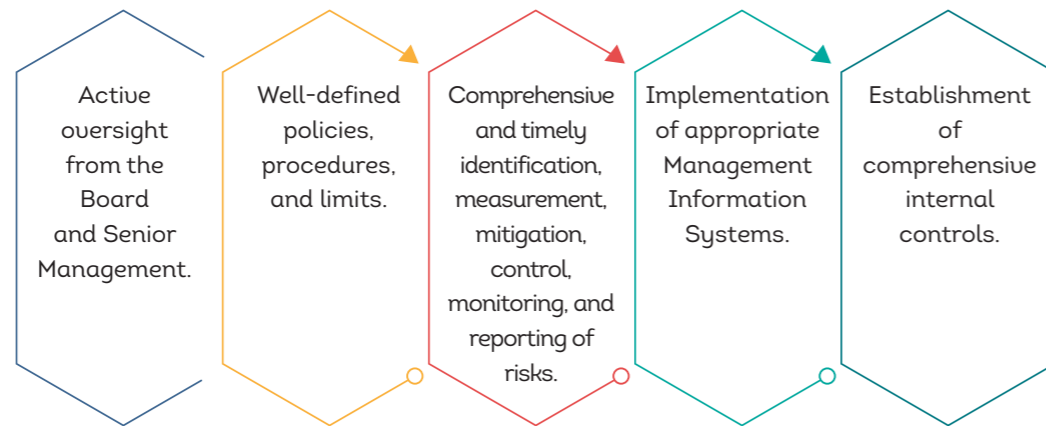 Active
oversight
from the
Board
and Senior
Management.
Well-defined
policies,
procedures,
and limits.
Comprehensive
and timely
identification,
measurement,
mitigation,
control,
monitoring, and
reporting of
risks.
Implementation
of appropriate
Management
Information
Systems.
Establishment
of
comprehensive
internal
controls.